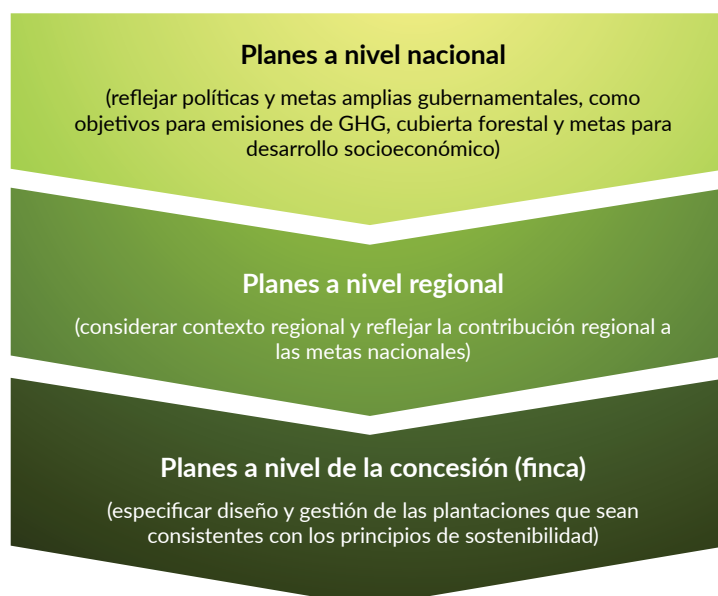 Planes a nivel nacional
(reflejar políticas y metas amplias gubernamentales, como
objetivos para emisiones de GHG, cubierta forestal y metas para
desarrollo socioeconómico)
Planes a nivel regional
(considerar contexto regional y reflejar la contribución regional a
las metas nacionales)
Planes a nivel de la concesión (finca)
(especificar diseño y gestión de las plantaciones que sean
consistentes con los principios de sostenibilidad)